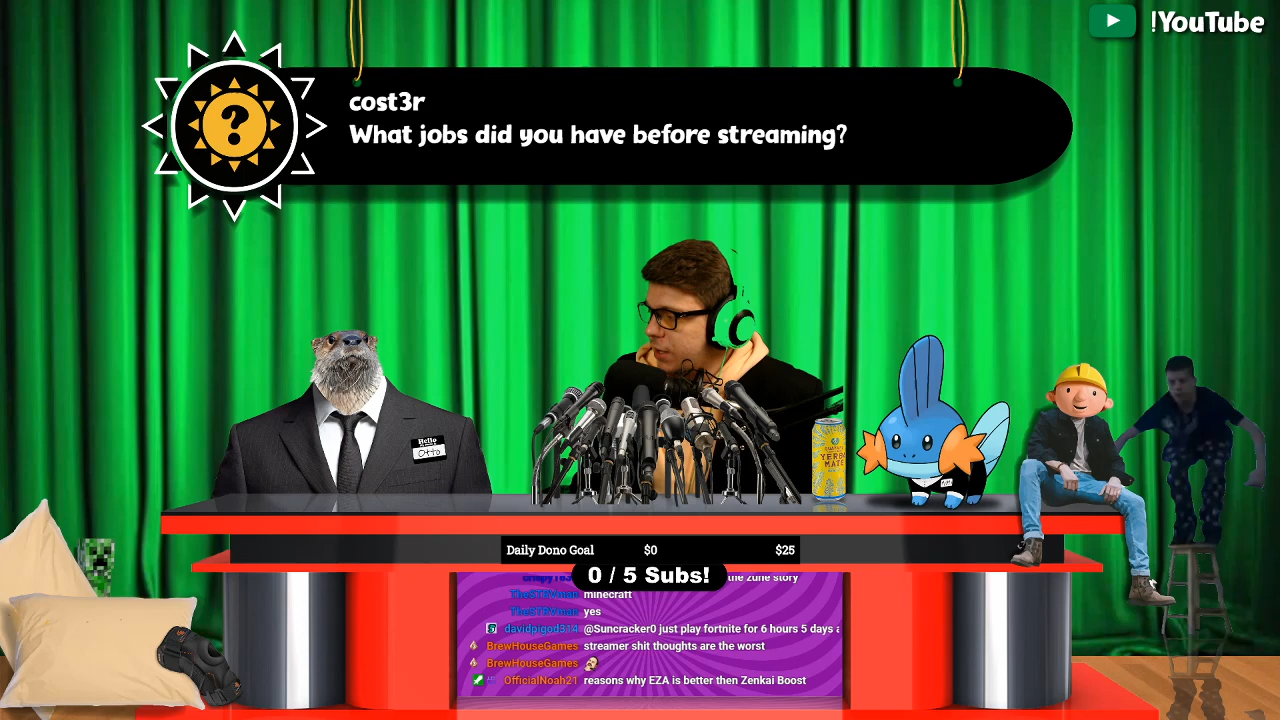 !YouTube
cost3r
What jobs did you have before streaming?
Hello
Otto
YERBA
MATE
Daily Dono Goal $0 $25
0 / 5 Subs!
the zune story
TheSTRVman minecraft
TheSTRVman yes
davidpigod314 @Suncracker0 just play fortnite for 6 hours 5 days a
BrewHouseGames streamer shit thoughts are the worst
BrewHouseGames
OfficialNoah21 reasons why EZA is better then Zenkai Boost